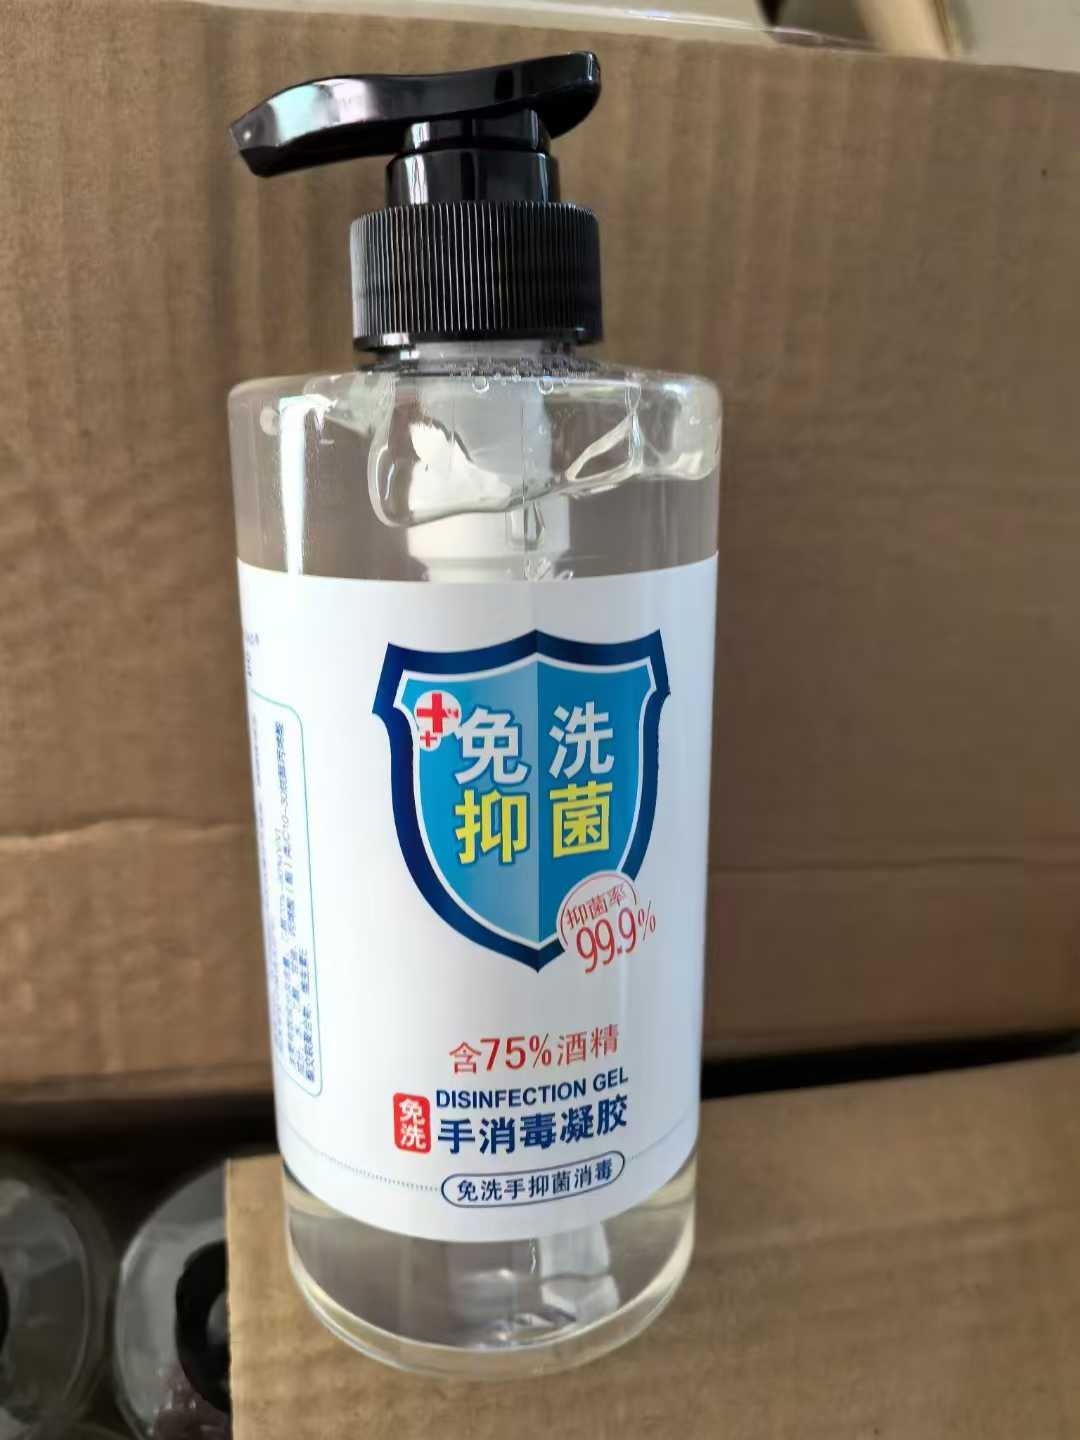 免洗
抑菌
抑菌率
99.9%
含75%酒精
DISINFECTION GEL
免洗
手消毒凝胶
免洗手抑菌消毒